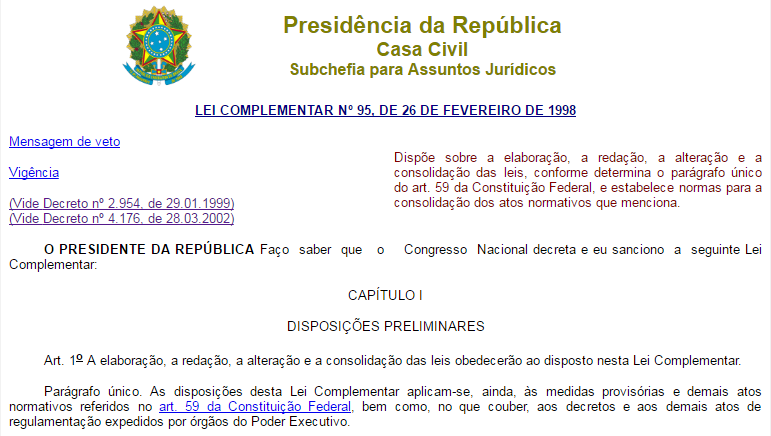 Presidência da República
Casa Civil
Subchefia para Assuntos Jurídicos
LEI COMPLEMENTAR Nº 95, DE 26 DE FEVEREIRO DE 1998
Mensagem de veto
Vigência
(Vide Decreto nº 2.954, de 29.01.1999)
(Vide Decreto nº 4.176, de 28.03.2002)
Dispõe sobre a elaboração, a redação, a alteração e a
consolidação das leis, conforme determina o parágrafo único
do art. 59 da Constituição Federal, e estabelece normas para a
consolidação dos atos normativos que menciona.
O PRESIDENTE DA REPÚBLICA Faço saber que o Congresso Nacional decreta e eu sanciono a seguinte Lei
Complementar:
CAPÍTULO I
DISPOSIÇÕES PRELIMINARES
Art. 1º A elaboração, a redação, a alteração e a consolidação das leis obedecerão ao disposto nesta Lei Complementar.
Parágrafo único. As disposições desta Lei Complementar aplicam-se, ainda, às medidas provisórias e demais atos
normativos referidos no art. 59 da Constituição Federal, bem como, no que couber, aos decretos e aos demais atos de
regulamentação expedidos por órgãos do Poder Executivo.